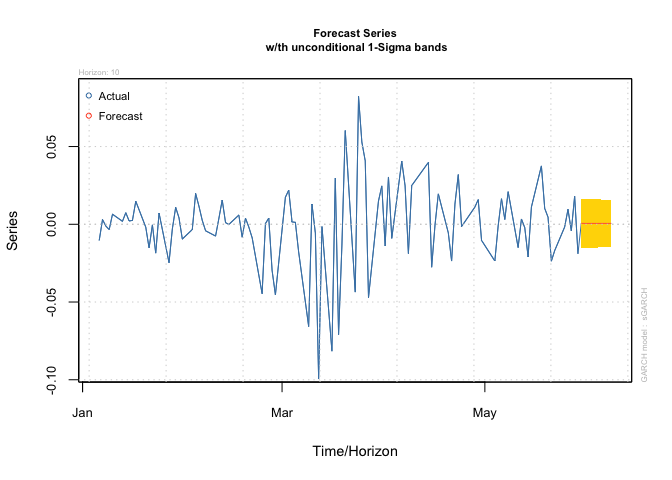 Forecast Series
w/th unconditional 1-Sigma bands
Horizon: 10
Actual
Forecast
0.05
0.00
-0.05
-0.10
Series
Jan
Mar
May
Time/Horizon
GARCH model : sGARCH